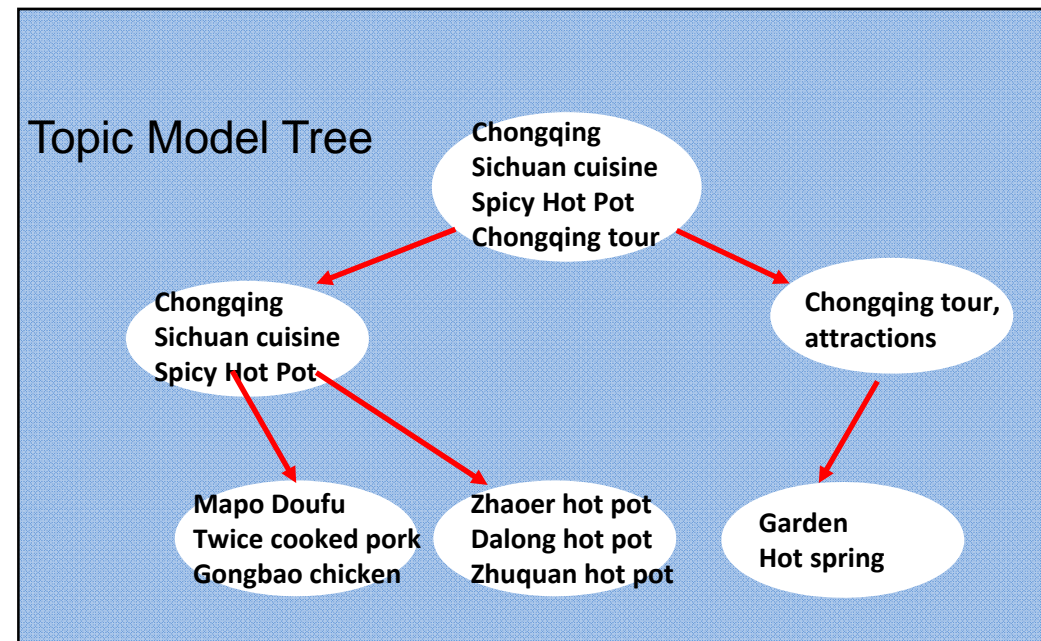 Topic Model Tree
Chongqing
Sichuan cuisine
Spicy Hot Pot
Chongqing tour
Chongqing
Sichuan cuisine
Spicy Hot Pot
Chongqing tour,
attractions
Mapo Doufu
Twice cooked pork
Gongbao chicken
Zhaoer hot pot
Dalong hot pot
Zhuquan hot pot
Garden
Hot spring